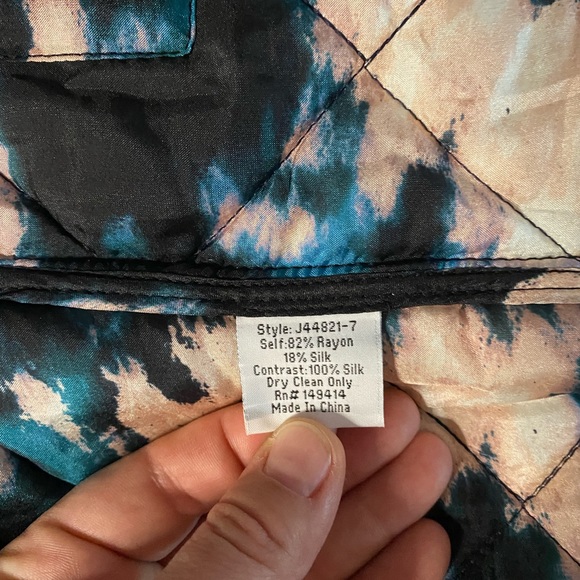 Style: J44821-7
Self:82% Rayon
18% Silk
Contrast:100% Silk
Dry Clean Only
Rn# 149414
Made In China